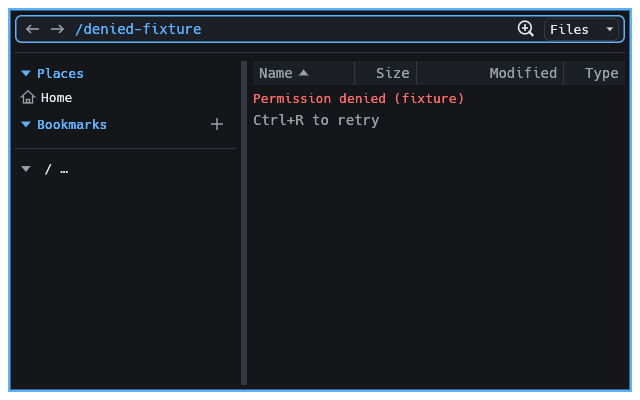 /denied-fixture
Files
Places
Home
Bookmarks
/ …
Name Size Modified Type
Permission denied (fixture)
Ctrl+R to retry